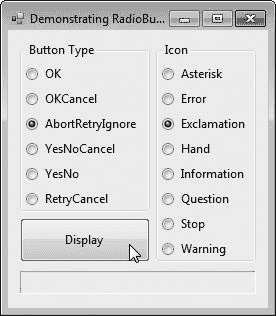 Demonstrating RadioBu...
Button Type
OK
OKCancel
AbortRetryIgnore
YesNoCancel
YesNo
RetryCancel
Display
Icon
Asterisk
Error
Exclamation
Hand
Information
Question
Stop
Warning